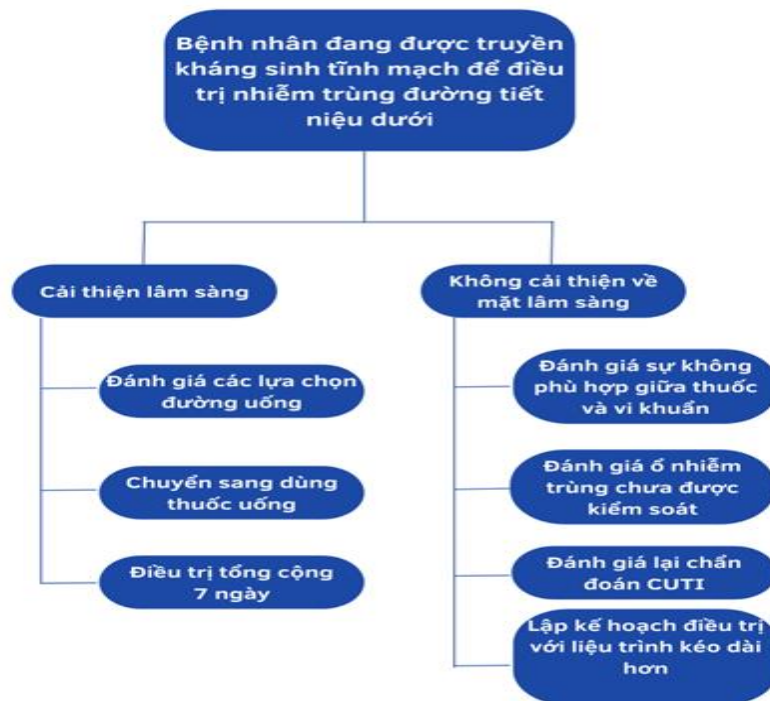 Bệnh nhân đang được truyền
kháng sinh tĩnh mạch để điều
trị nhiễm trùng đường tiết
niệu dưới
Cải thiện lâm sàng
Đánh giá các lựa chọn
đường uống
Chuyển sang dùng
thuốc uống
Điều trị tổng cộng
7 ngày
Không cải thiện về
mặt lâm sàng
Đánh giá sự không
phù hợp giữa thuốc
và vi khuẩn
Đánh giá ổ nhiễm
trùng chưa được
kiểm soát
Đánh giá lại chẩn
đoán CUTI
Lập kế hoạch điều trị
với liệu trình kéo dài
hơn